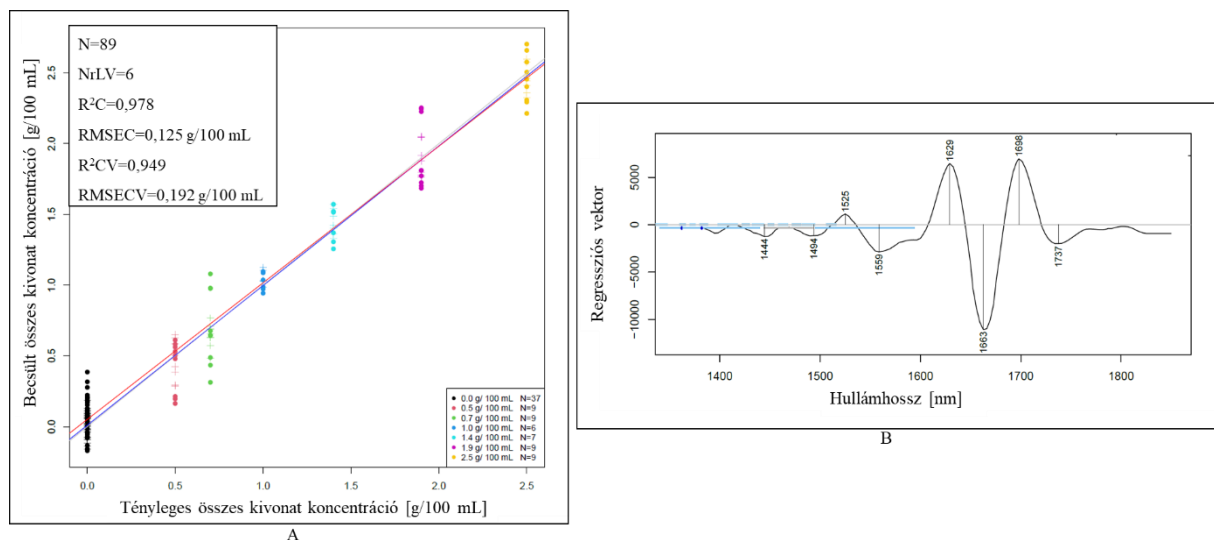 N=89
NrLV=6
R²C=0,978
RMSEC=0,125 g/100 mL
R²CV=0,949
RMSECV=0,192 g/100 mL
Becsült összes kivonat koncentráció [g/100 mL]
2.5
2.0
1.5
1.0
0.5
0.0
0.0 g/ 100 mL N=37
0.5 g/ 100 mL N=9
0.7 g/ 100 mL N=9
1.0 g/ 100 mL N=6
1.4 g/ 100 mL N=7
1.9 g/ 100 mL N=9
2.5 g/ 100 mL N=9
0.0 0.5 1.0 1.5 2.0 2.5
Tényleges összes kivonat koncentráció [g/100 mL]
A
Regressziós vektor
5000
0
−5000
−10000
1444
1494
1525
1559
1629
1663
1698
1737
1400 1500 1600 1700 1800
Hullámhossz [nm]
B